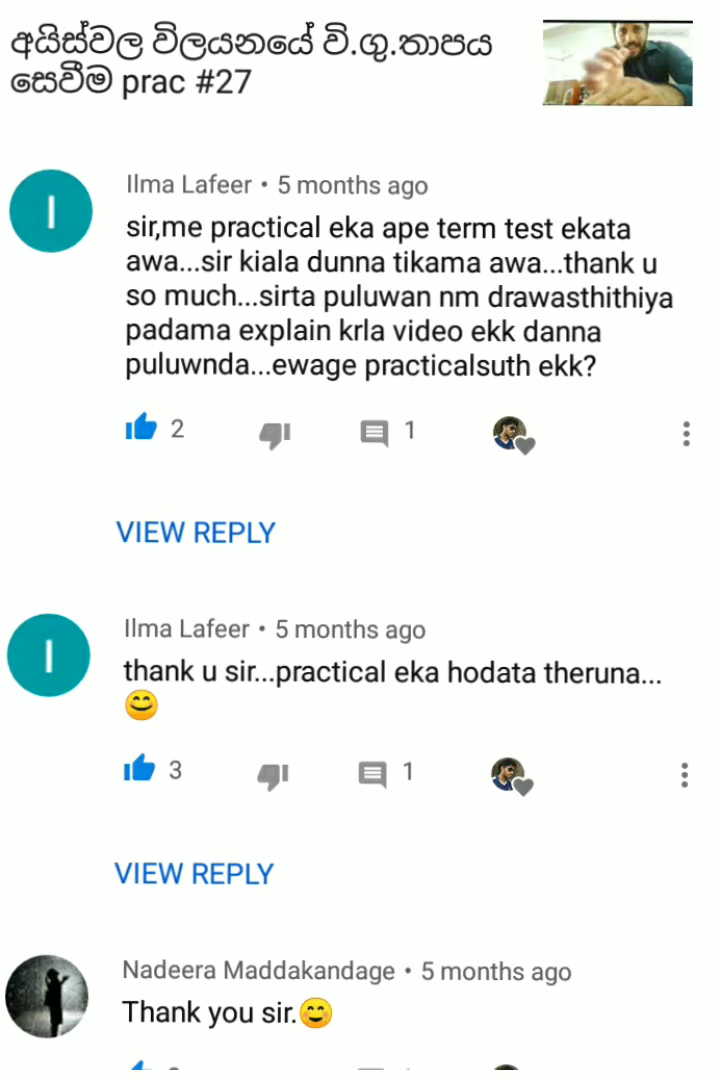 අයිස්වල විලයනයේ වි.ගු.තාපය
සෙවීම prac #27
Ilma Lafeer • 5 months ago
I
sir,me practical eka ape term test ekata
awa...sir kiala dunna tikama awa...thank u
so much...sirta puluwan nm drawasthithiya
padama explain krla video ekk danna
puluwnda...ewage practicalsuth ekk?
2
1
VIEW REPLY
Ilma Lafeer • 5 months ago
I
thank u sir...practical eka hodata theruna...
😊
3
1
VIEW REPLY
Nadeera Maddakandage • 5 months ago
Thank you sir.😊